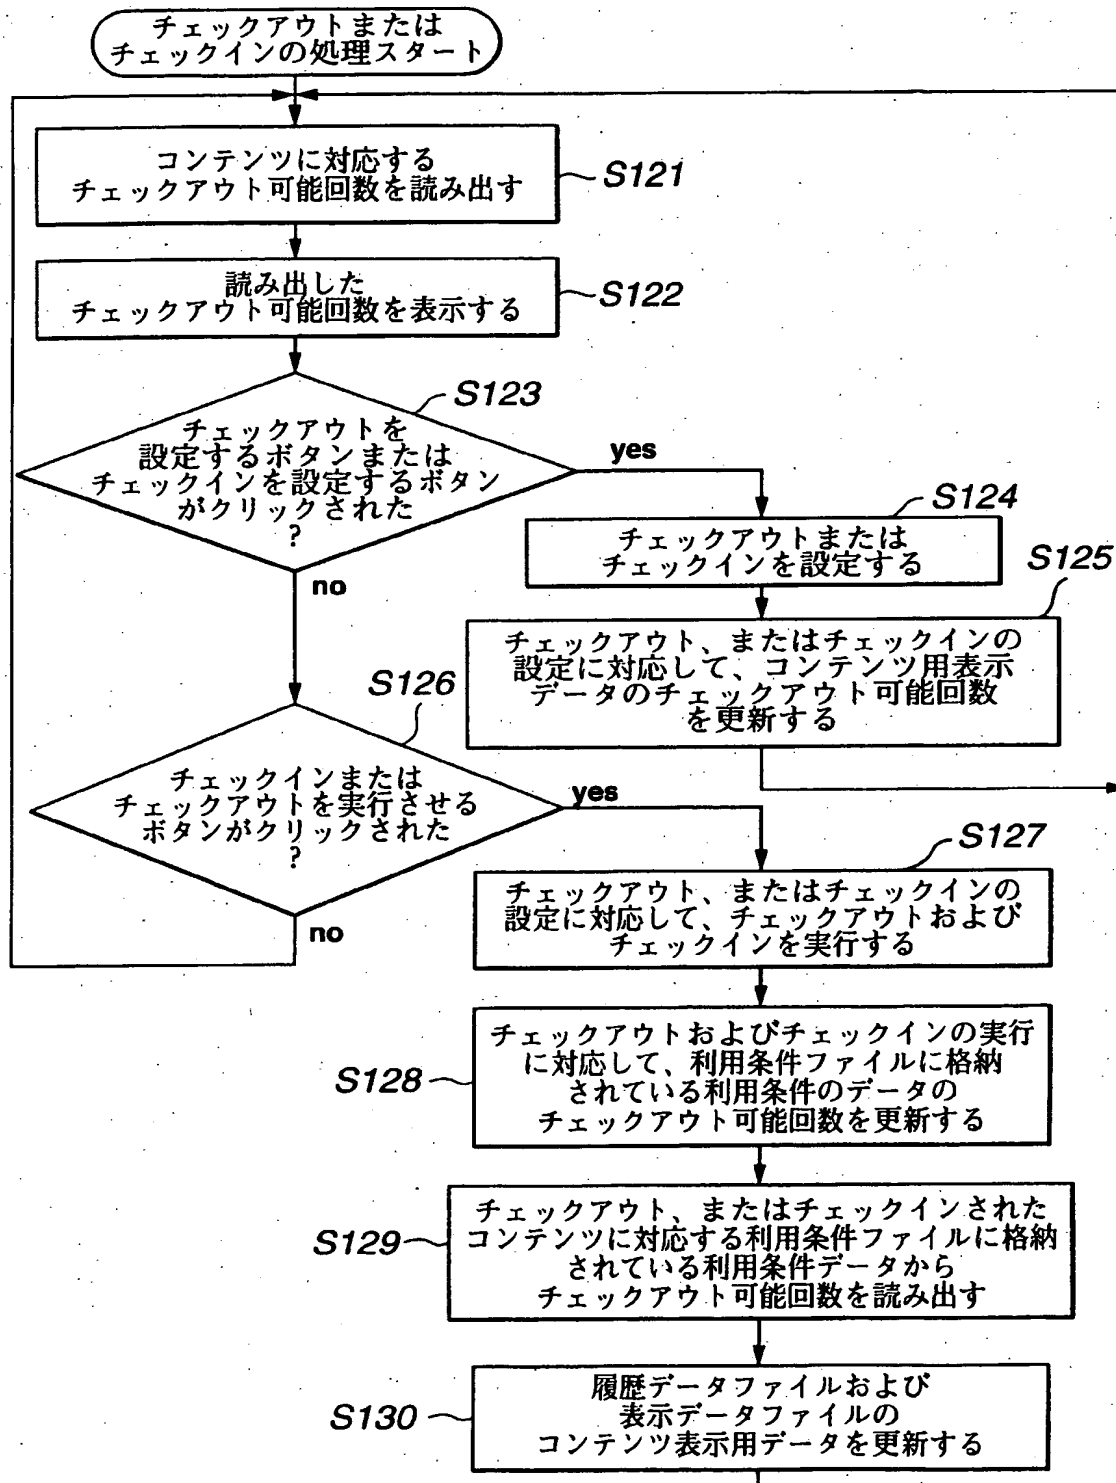 チェックアウトまたは
チェックインの処理スタート
コンテンツに対応する
チェックアウト可能回数を読み出す
S121
読み出した
チェックアウト可能回数を表示する
S122
S123
チェックアウトを
設定するボタンまたは
チェックインを設定するボタン
がクリックされた
?
yes
no
S124
チェックアウトまたは
チェックインを設定する
S125
チェックアウト、またはチェックインの
設定に対応して、コンテンツ用表示
データのチェックアウト可能回数
を更新する
S126
チェックインまたは
チェックアウトを実行させる
ボタンがクリックされた
?
yes
no
S127
チェックアウト、またはチェックインの
設定に対応して、チェックアウトおよび
チェックインを実行する
チェックアウトおよびチェックインの実行
に対応して、利用条件ファイルに格納
されている利用条件のデータの
チェックアウト可能回数を更新する
S128
チェックアウト、またはチェックインされた
コンテンツに対応する利用条件ファイルに格納
されている利用条件データから
チェックアウト可能回数を読み出す
S129
履歴データファイルおよび
表示データファイルの
コンテンツ表示用データを更新する
S130